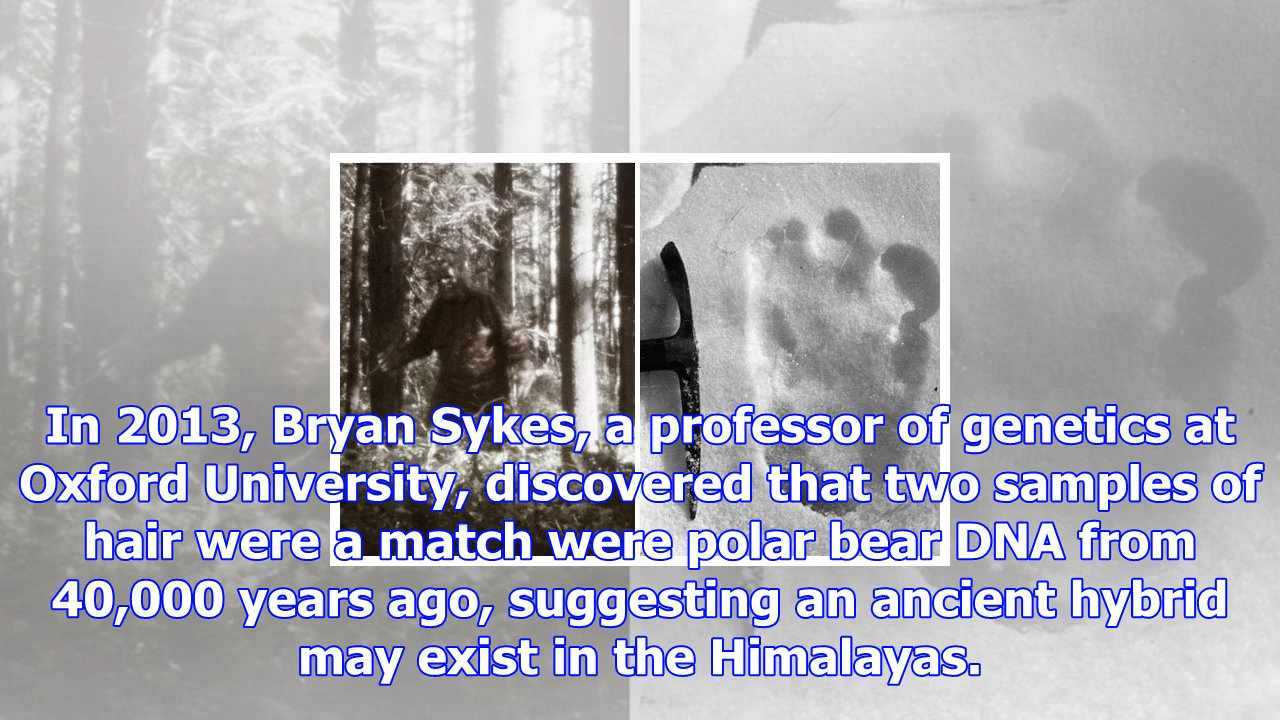 In 2013, Bryan Sykes, a professor of genetics at
Oxford University, discovered that two samples of
hair were a match were polar bear DNA from
40,000 years ago, suggesting an ancient hybrid
may exist in the Himalayas.